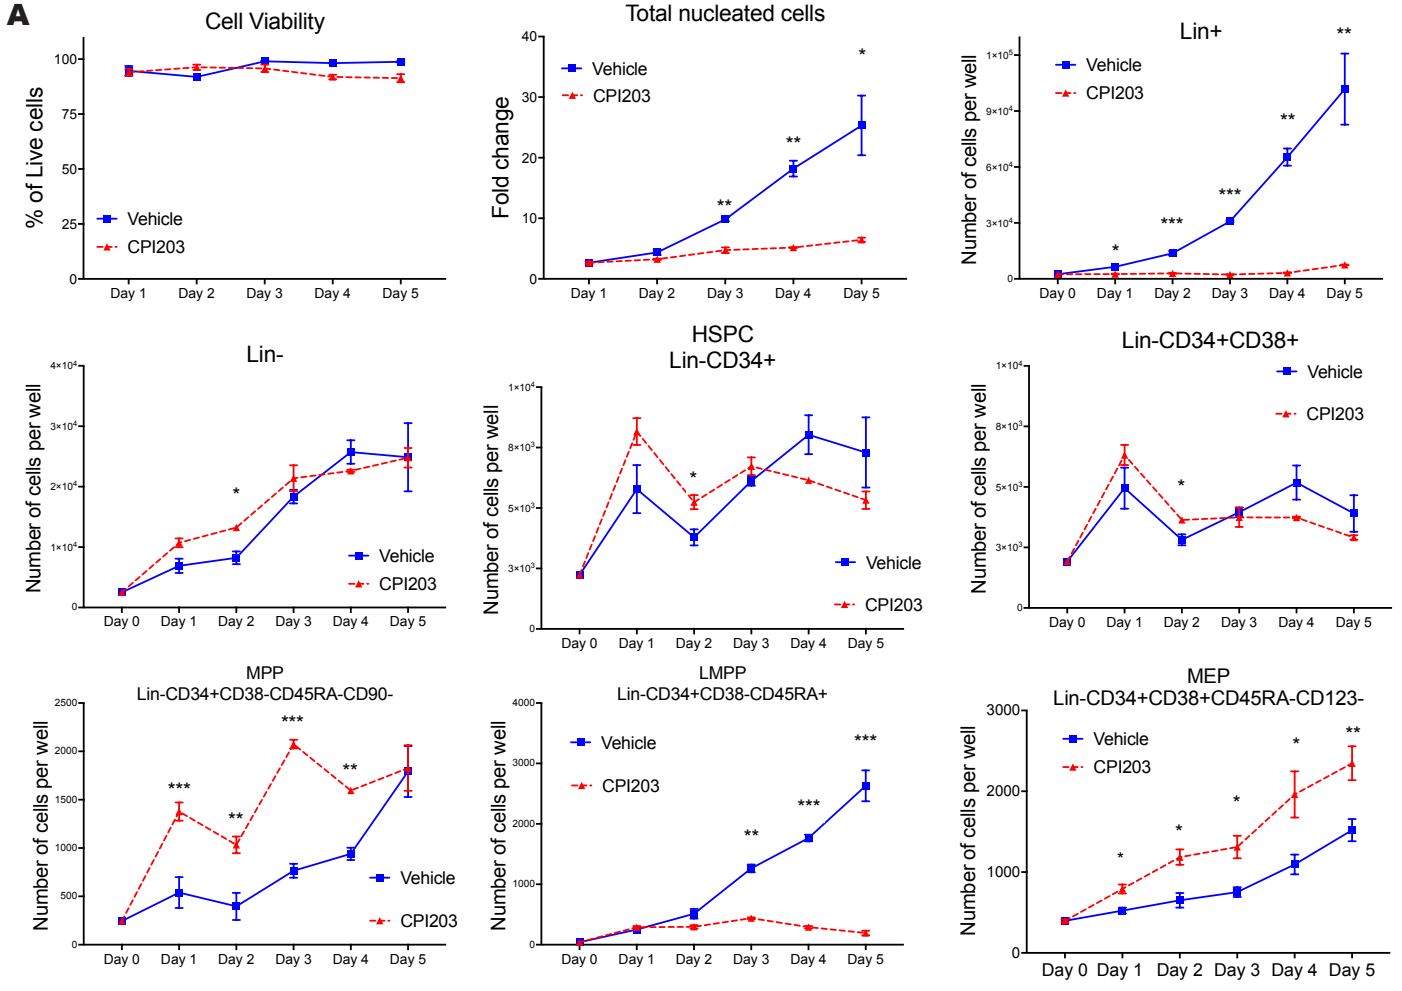 A
Cell Viability
% of Live cells
100
75
50
25
0
Vehicle
CPI203
Day 1 Day 2 Day 3 Day 4 Day 5
Total nucleated cells
Fold change
40
30
20
10
0
Vehicle
CPI203
** ** *
Day 1 Day 2 Day 3 Day 4 Day 5
Lin+
Number of cells per well
1×10⁵
9×10⁴
6×10⁴
3×10⁴
0
Vehicle
CPI203
* *** *** ** **
Day 0 Day 1 Day 2 Day 3 Day 4 Day 5
Lin-
Number of cells per well
4×10⁴
3×10⁴
2×10⁴
1×10⁴
0
*
Vehicle
CPI203
Day 0 Day 1 Day 2 Day 3 Day 4 Day 5
HSPC
Lin-CD34+
Number of cells per well
1×10⁴
8×10³
5×10³
3×10³
0
*
Vehicle
CPI203
Day 0 Day 1 Day 2 Day 3 Day 4 Day 5
Lin-CD34+CD38+
Number of cells per well
1×10⁴
8×10³
5×10³
3×10³
0
Vehicle
CPI203
*
Day 0 Day 1 Day 2 Day 3 Day 4 Day 5
MPP
Lin-CD34+CD38-CD45RA-CD90-
Number of cells per well
2500
2000
1500
1000
500
0
*** ** *** **
Vehicle
CPI203
Day 0 Day 1 Day 2 Day 3 Day 4 Day 5
LMPP
Lin-CD34+CD38-CD45RA+
Number of cells per well
4000
3000
2000
1000
0
Vehicle
CPI203
** *** ***
Day 0 Day 1 Day 2 Day 3 Day 4 Day 5
MEP
Lin-CD34+CD38+CD45RA-CD123-
Number of cells per well
3000
2000
1000
0
Vehicle
CPI203
* * * * **
Day 0 Day 1 Day 2 Day 3 Day 4 Day 5